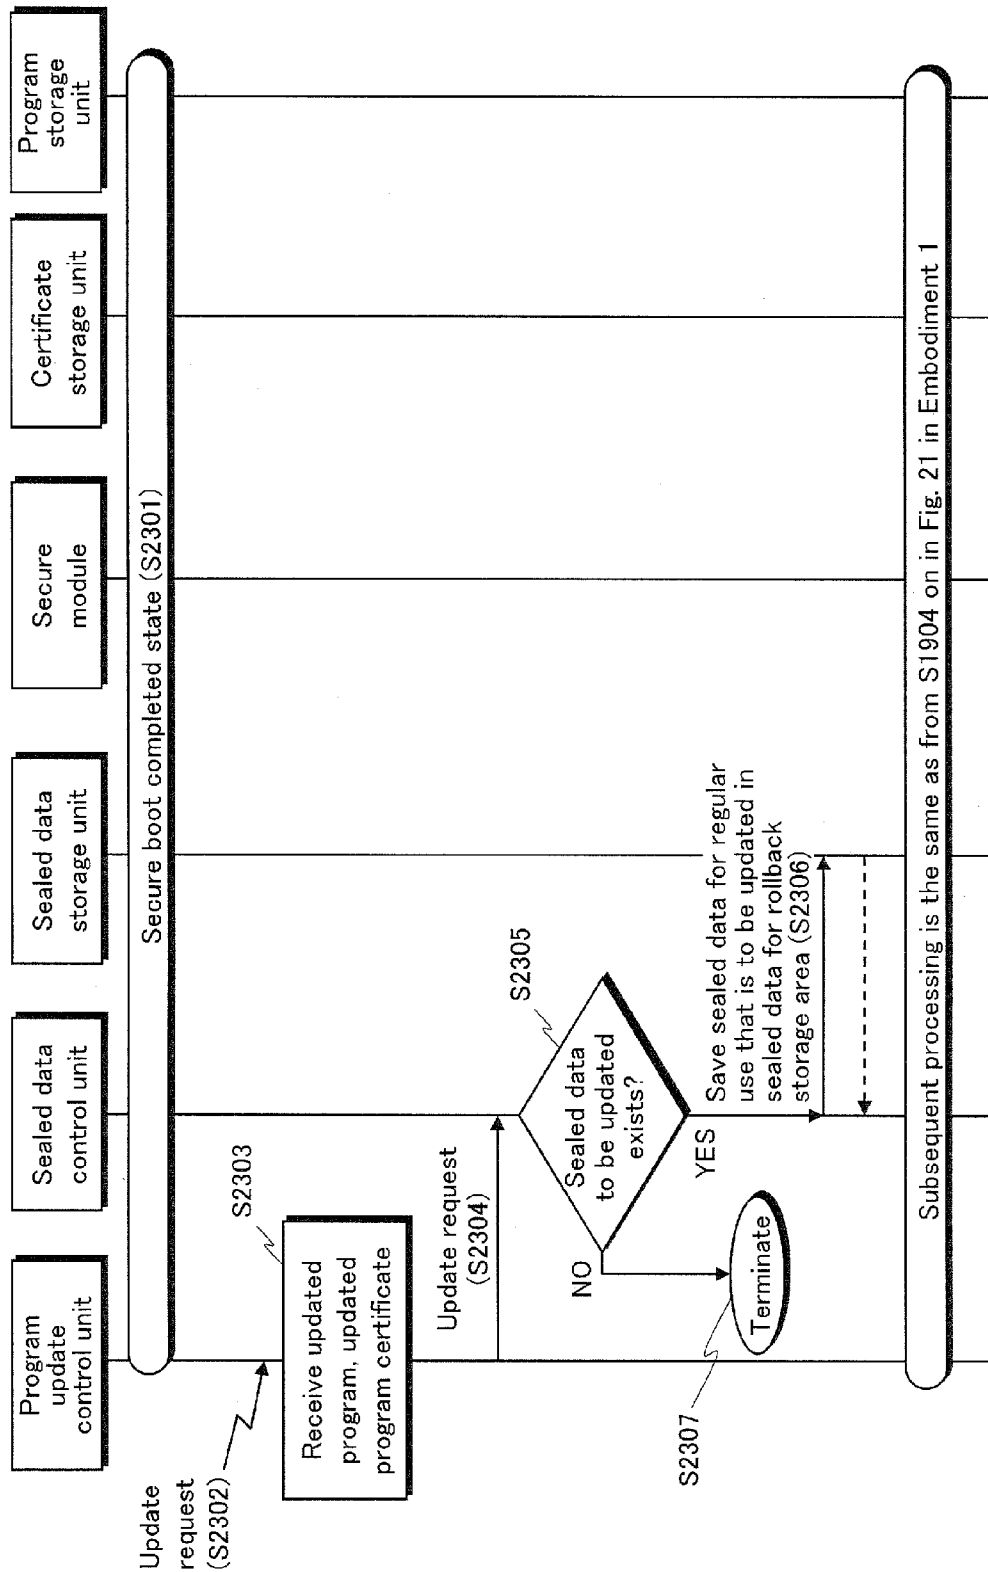 Program
update
control unit
Sealed data
control unit
Sealed data
storage unit
Secure
module
Certificate
storage unit
Program
storage
unit
Secure boot completed state (S2301)
Update
request
(S2302)
S2303
Receive updated
program, updated
program certificate
Update request
(S2304)
S2305
Sealed data
to be updated
exists?
NO
YES
S2307
Terminate
Save sealed data for regular
use that is to be updated in
sealed data for rollback
storage area (S2306)
Subsequent processing is the same as from S1904 on in Fig. 21 in Embodiment 1